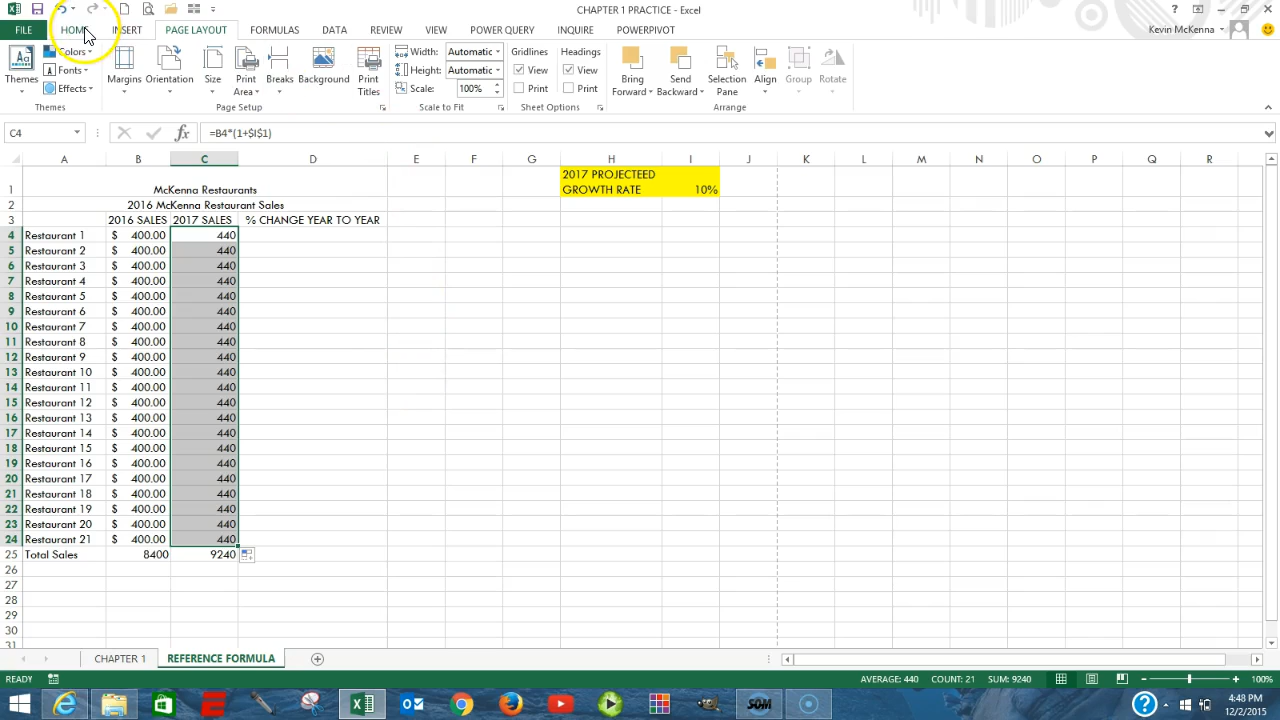 CHAPTER 1 PRACTICE - Excel
FILE HOME INSERT PAGE LAYOUT FORMULAS DATA REVIEW VIEW POWER QUERY INQUIRE POWERPIVOT Kevin McKenna
Themes Colors Fonts Effects Margins Orientation Size Print Area Breaks Background Print Titles Width: Automatic Height: Automatic Scale: 100% Gridlines View Print Headings View Print Bring Forward Send Backward Selection Pane Align Group Rotate
Themes Page Setup Scale to Fit Sheet Options Arrange
C4 fx =B4*(1+$I$1)
A B C D E F G H I J K L M N O P Q R
1 McKenna Restaurants 2017 PROJECTEED GROWTH RATE 10%
2 2016 McKenna Restaurant Sales
3 2016 SALES 2017 SALES % CHANGE YEAR TO YEAR
4 Restaurant 1 $ 400.00 440
5 Restaurant 2 $ 400.00 440
6 Restaurant 3 $ 400.00 440
7 Restaurant 4 $ 400.00 440
8 Restaurant 5 $ 400.00 440
9 Restaurant 6 $ 400.00 440
10 Restaurant 7 $ 400.00 440
11 Restaurant 8 $ 400.00 440
12 Restaurant 9 $ 400.00 440
13 Restaurant 10 $ 400.00 440
14 Restaurant 11 $ 400.00 440
15 Restaurant 12 $ 400.00 440
16 Restaurant 13 $ 400.00 440
17 Restaurant 14 $ 400.00 440
18 Restaurant 15 $ 400.00 440
19 Restaurant 16 $ 400.00 440
20 Restaurant 17 $ 400.00 440
21 Restaurant 18 $ 400.00 440
22 Restaurant 19 $ 400.00 440
23 Restaurant 20 $ 400.00 440
24 Restaurant 21 $ 400.00 440
25 Total Sales 8400 9240
26
27
28
29
30
31
CHAPTER 1 REFERENCE FORMULA
READY AVERAGE: 440 COUNT: 21 SUM: 9240 100%
4:48 PM
12/2/2015